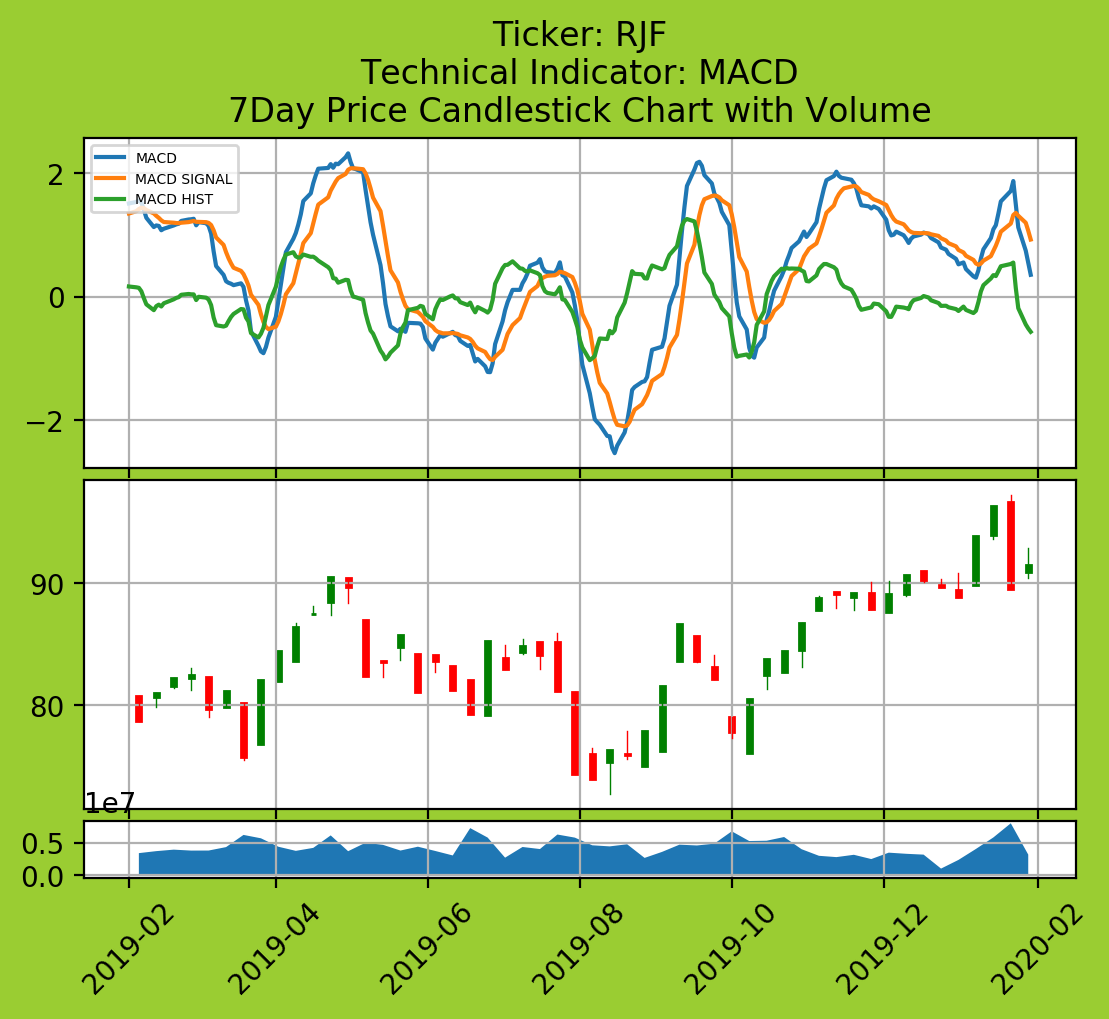 Ticker: RJF
Technical Indicator: MACD
7Day Price Candlestick Chart with Volume
MACD
MACD SIGNAL
MACD HIST
2
0
−2
90
80
1e7
0.5
0.0
2019-02
2019-04
2019-06
2019-08
2019-10
2019-12
2020-02